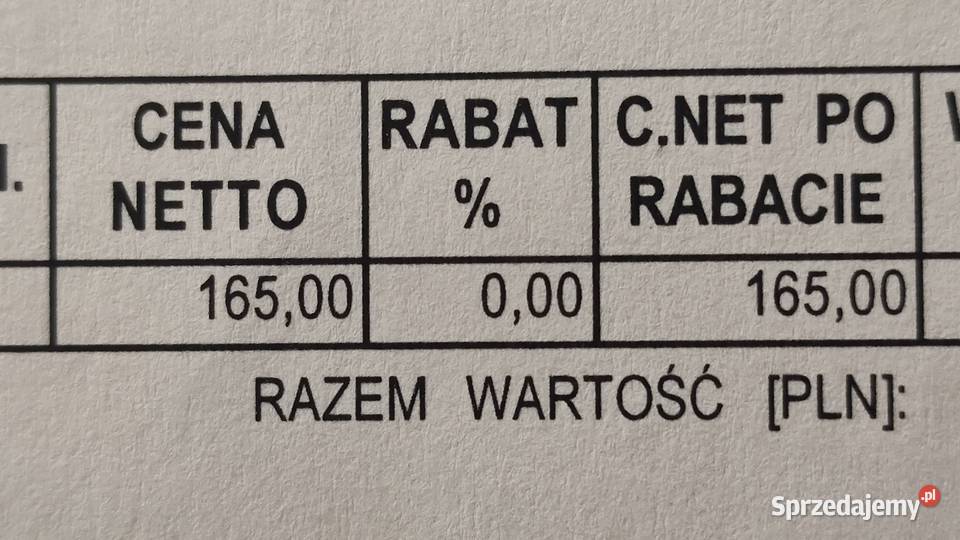 CENA NETTO
RABAT %
C.NET PO RABACIE
165,00
0,00
165,00
RAZEM WARTOŚĆ [PLN]:
Sprzedajemy.pl